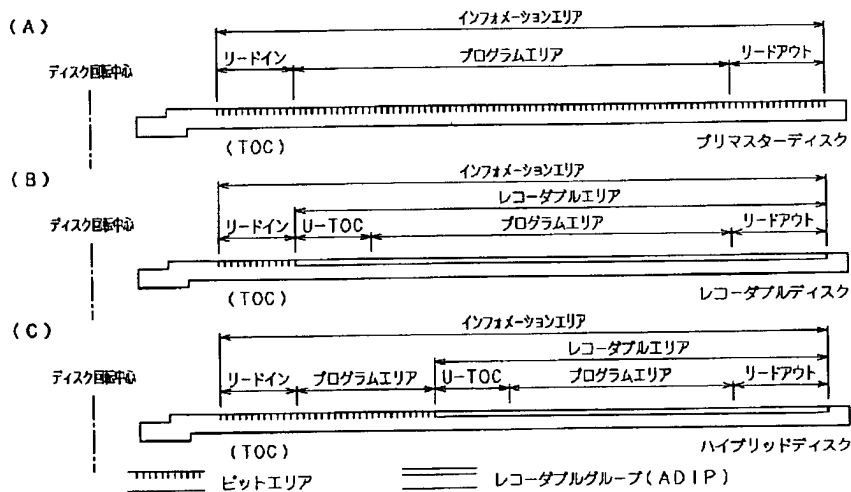 (A)
インフォメーションエリア
リードイン プログラムエリア リードアウト
ディスク回転中心
(TOC) プリマスターディスク
(B)
インフォメーションエリア
レコーダブルエリア
ディスク回転中心
リードイン U-TOC プログラムエリア リードアウト
(TOC) レコーダブルディスク
(C)
インフォメーションエリア
レコーダブルエリア
ディスク回転中心
リードイン プログラムエリア U-TOC プログラムエリア リードアウト
(TOC) ハイブリッドディスク
ピットエリア レコーダブルグルーブ(ADIP)